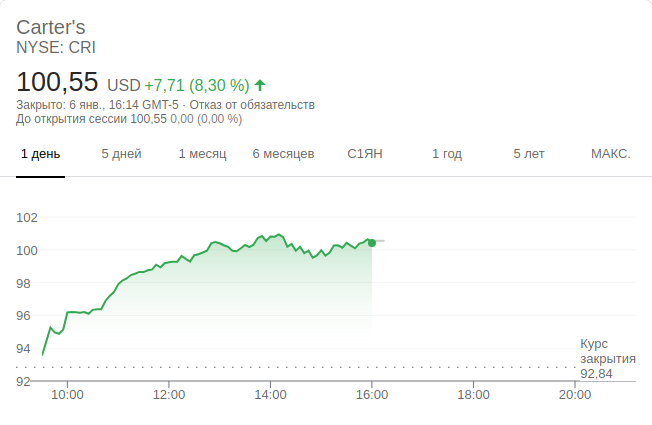 Carter's
NYSE: CRI
100,55 USD +7,71 (8,30 %)
Закрыто: 6 янв., 16:14 GMT-5 · Отказ от обязательств
До открытия сессии 100,55 0,00 (0,00 %)
1 день 5 дней 1 месяц 6 месяцев С1ЯН 1 год 5 лет МАКС.
102
100
98
96
94
Курс
закрытия
92,84
92
10:00 12:00 14:00 16:00 18:00 20:00